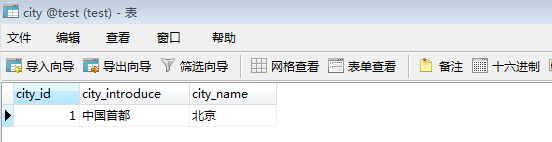 city @test (test) - 表
文件 编辑 查看 窗口 帮助
导入向导 导出向导 筛选向导 网格查看 表单查看 备注 十六进制
city_id city_introduce city_name
1 中国首都 北京